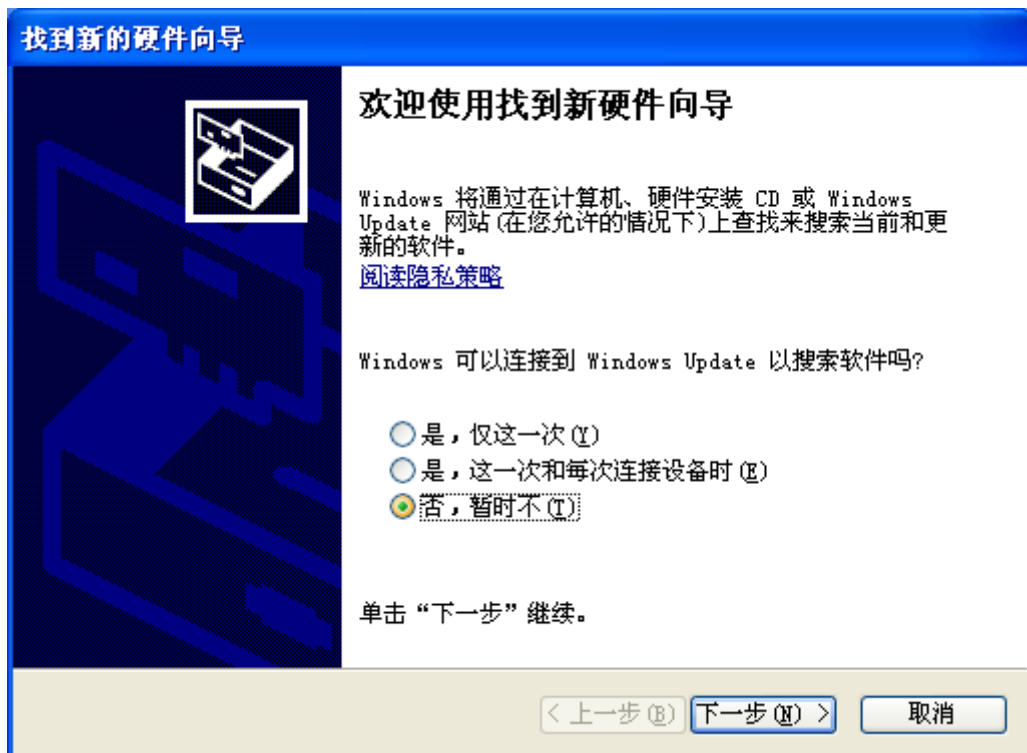 找到新的硬件向导
欢迎使用找到新硬件向导
Windows 将通过在计算机、硬件安装 CD 或 Windows
Update 网站(在您允许的情况下)上查找来搜索当前和更
新的软件。
阅读隐私策略
Windows 可以连接到 Windows Update 以搜索软件吗?
是，仅这一次(Y)
是，这一次和每次连接设备时(E)
否，暂时不(T)
单击“下一步”继续。
< 上一步(B) 下一步(N) > 取消